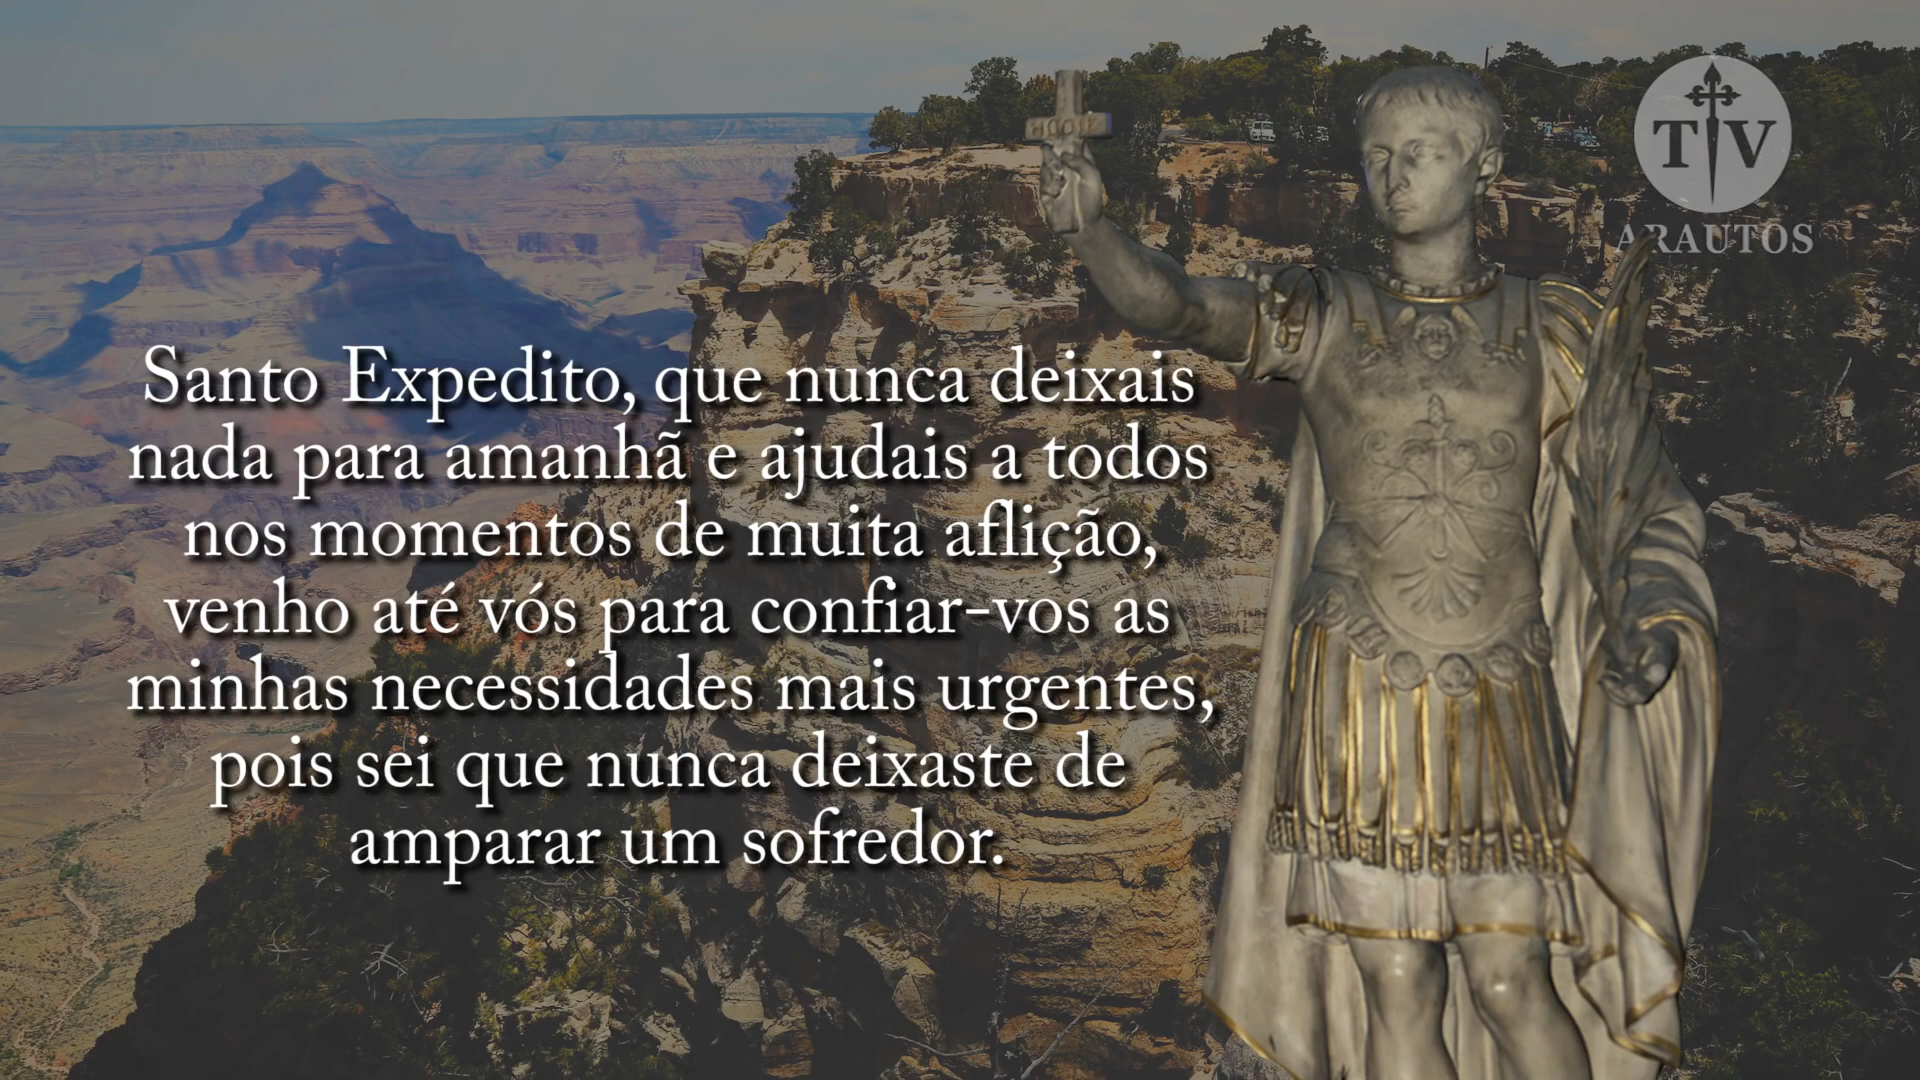 HODIE
TV
ARAUTOS
Santo Expedito, que nunca deixais
nada para amanhã e ajudais a todos
nos momentos de muita aflição,
venho até vós para confiar-vos as
minhas necessidades mais urgentes,
pois sei que nunca deixaste de
amparar um sofredor.